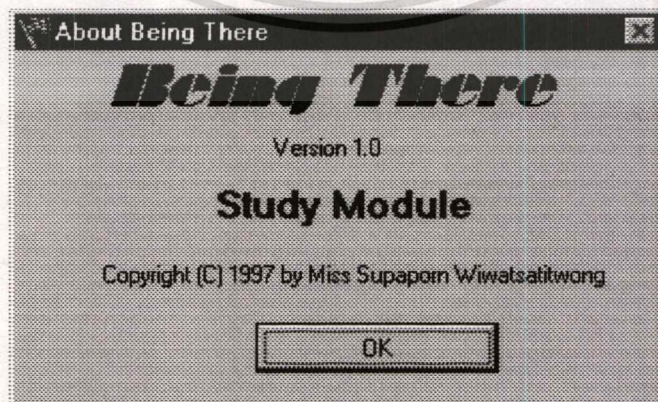 About Being There
Being There
Version 1.0
Study Module
Copyright (C) 1997 by Miss Supaporn Wiwatsatitwong
OK